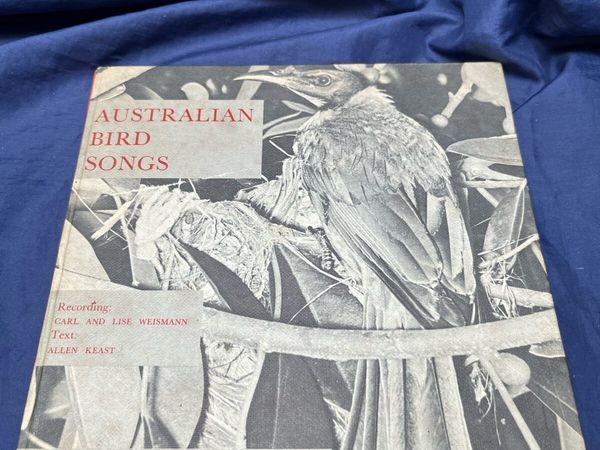 AUSTRALIAN
BIRD
SONGS
Recording:
CARL AND LISE WEISMANN
Text:
ALLEN KEAST